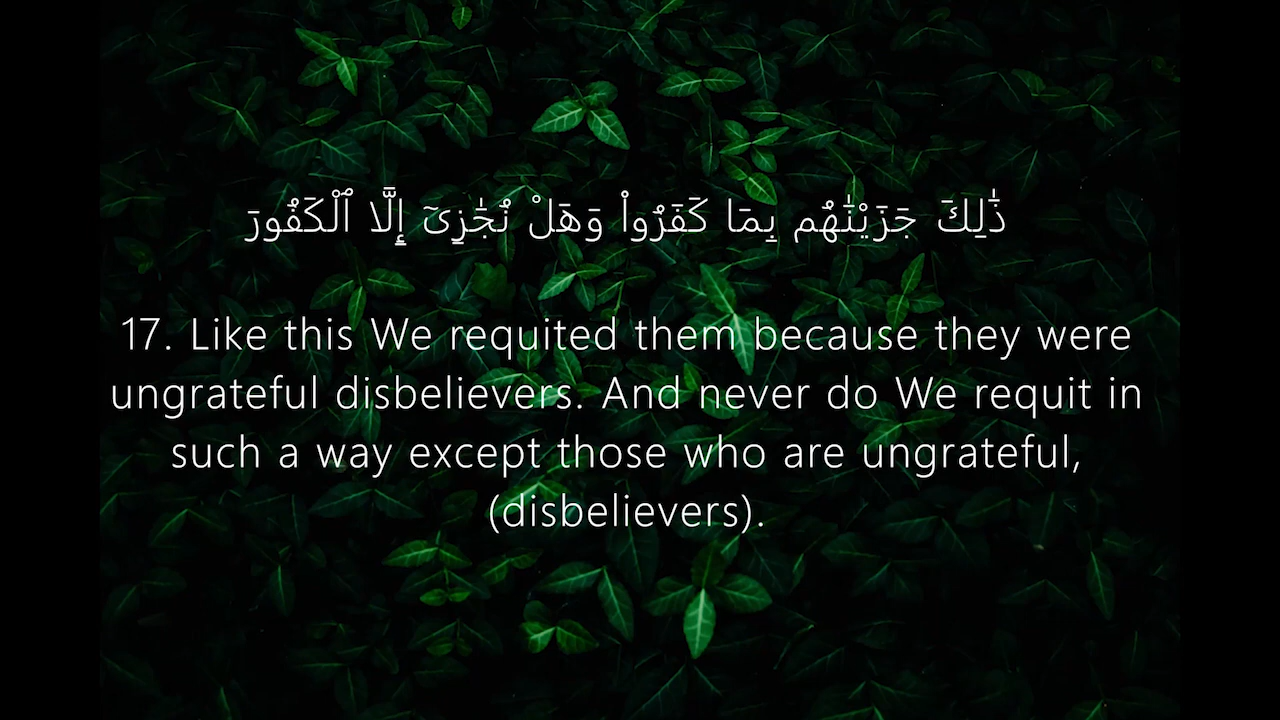 ذَٰلِكَ جَزَيْنَٰهُم بِمَا كَفَرُوا۟ وَهَلْ نُجَٰزِىٓ إِلَّا ٱلْكَفُورَ
17. Like this We requited them because they were
ungrateful disbelievers. And never do We requit in
such a way except those who are ungrateful,
(disbelievers).